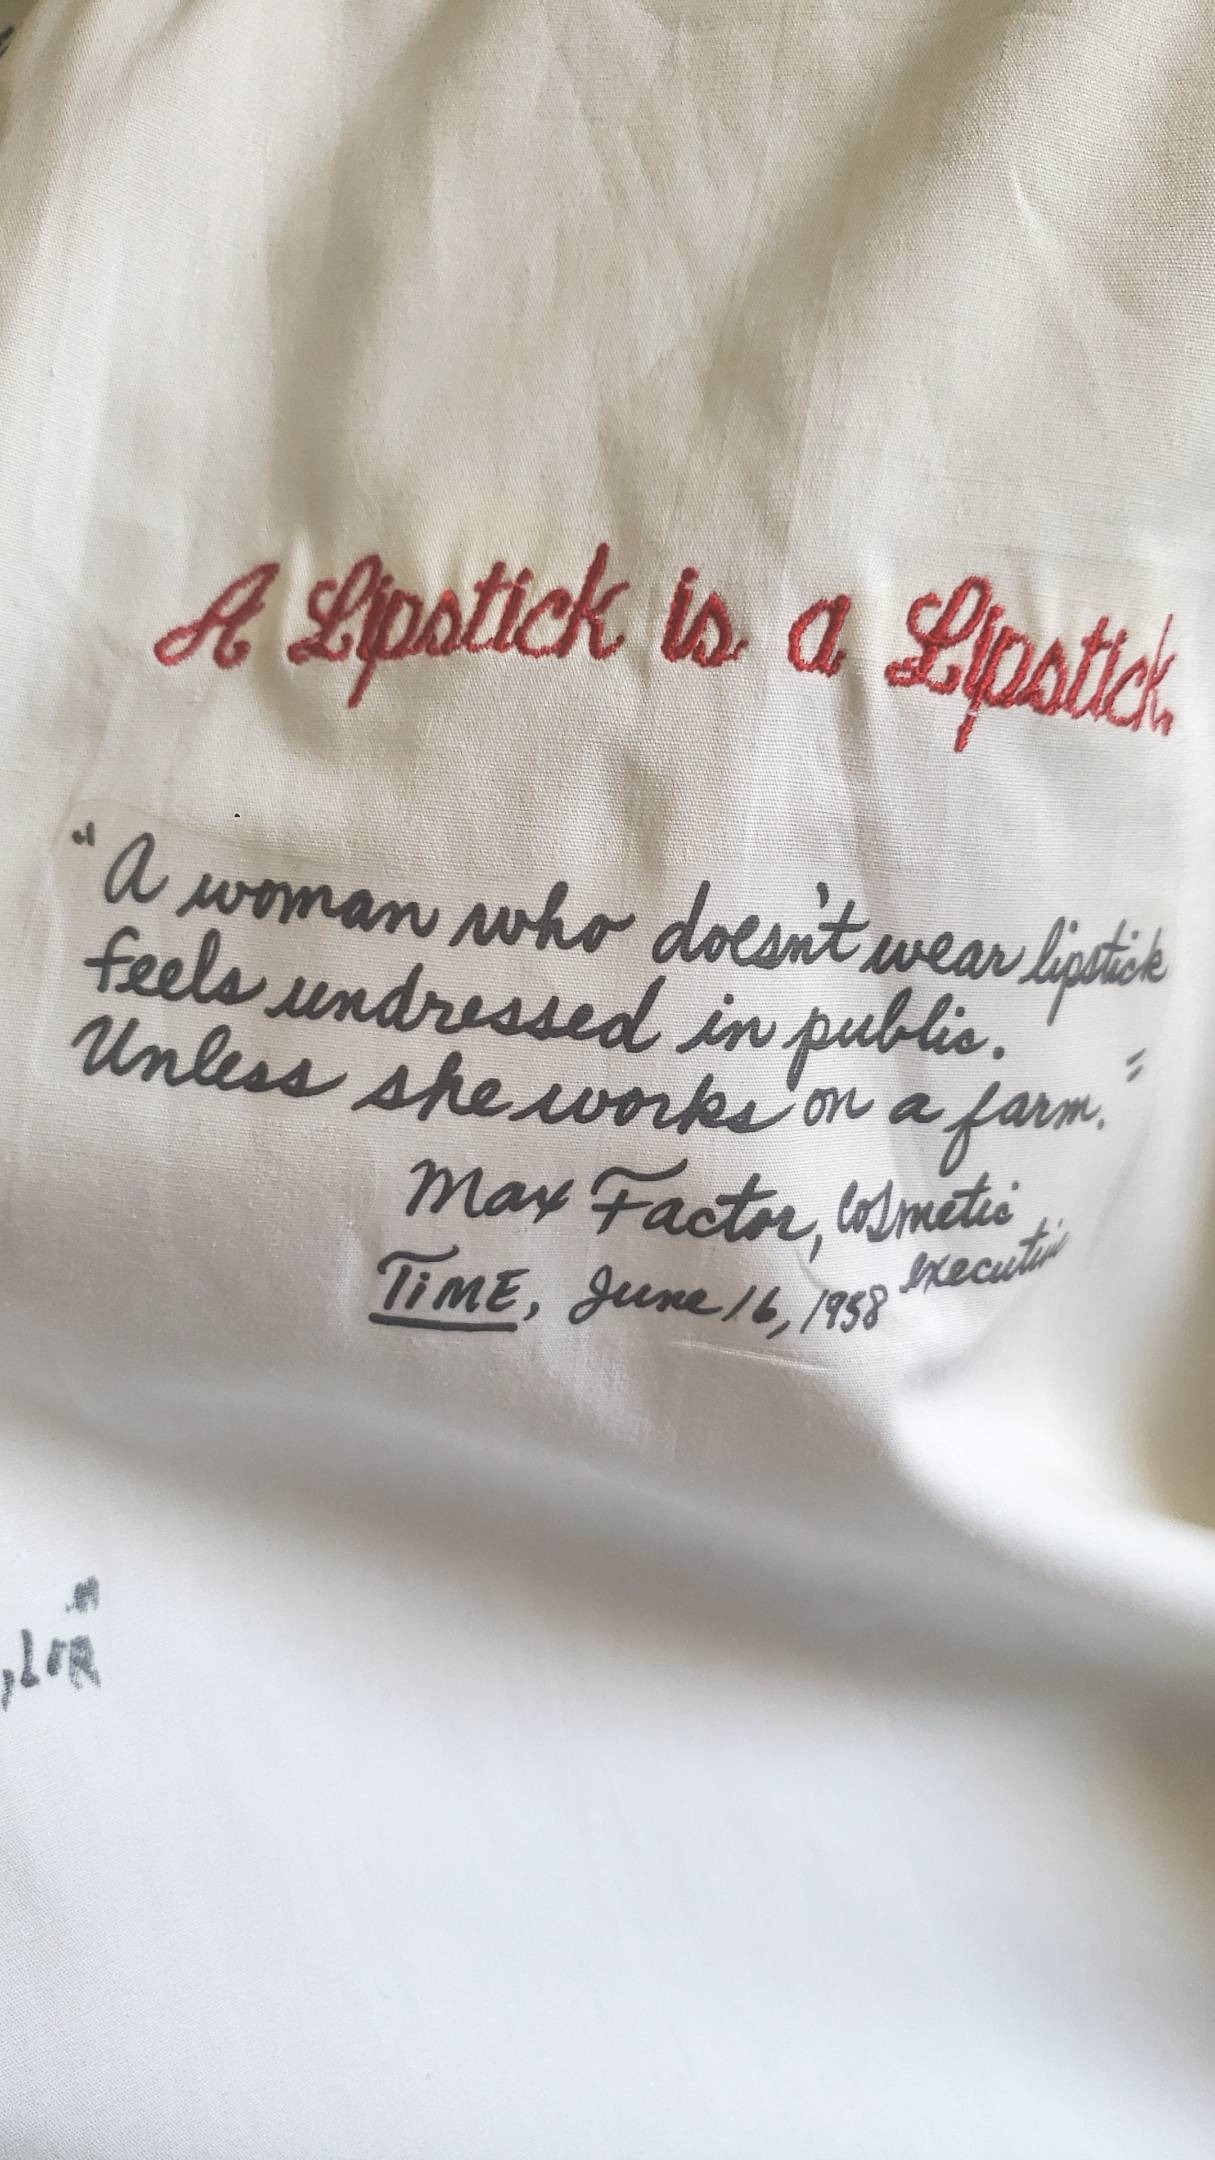 A Lipstick is a Lipstick.
"A woman who doesn't wear lipstick
feels undressed in public.
Unless she works on a farm."
Max Factor, Cosmetic
executive
TiME, June 16, 1958